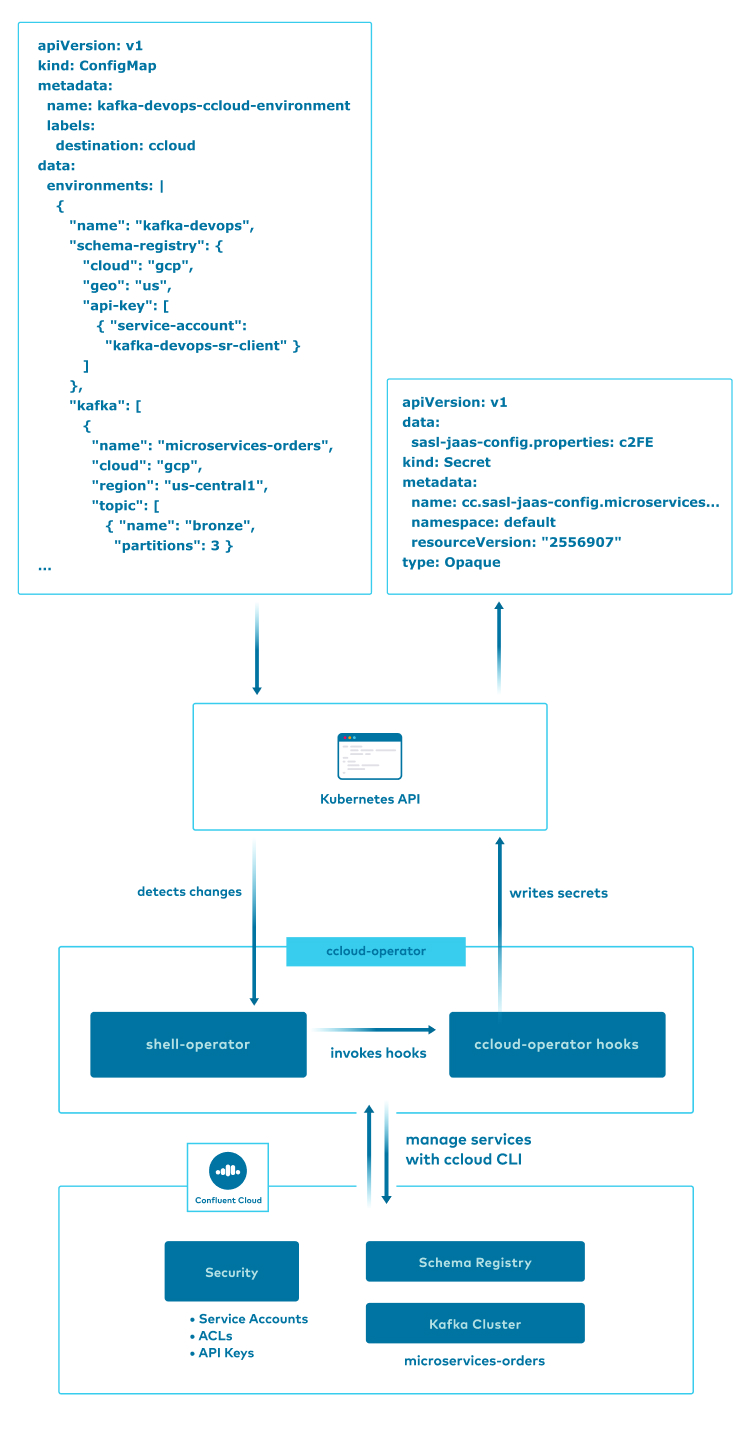 apiVersion: v1
kind: ConfigMap
metadata:
  name: kafka-devops-ccloud-environment
  labels:
    destination: ccloud
data:
  environments: |
    {
      "name": "kafka-devops",
      "schema-registry": {
        "cloud": "gcp",
        "geo": "us",
        "api-key": [
          { "service-account":
            "kafka-devops-sr-client" }
        ]
      },
      "kafka": [
        {
          "name": "microservices-orders",
          "cloud": "gcp",
          "region": "us-central1",
          "topic": [
            { "name": "bronze",
              "partitions": 3 }
...
apiVersion: v1
data:
  sasl-jaas-config.properties: c2FE
kind: Secret
metadata:
  name: cc.sasl-jaas-config.microservices...
  namespace: default
  resourceVersion: "2556907"
type: Opaque
Kubernetes API
detects changes
writes secrets
ccloud-operator
shell-operator
invokes hooks
ccloud-operator hooks
manage services
with ccloud CLI
Confluent Cloud
Security
• Service Accounts
• ACLs
• API Keys
Schema Registry
Kafka Cluster
microservices-orders